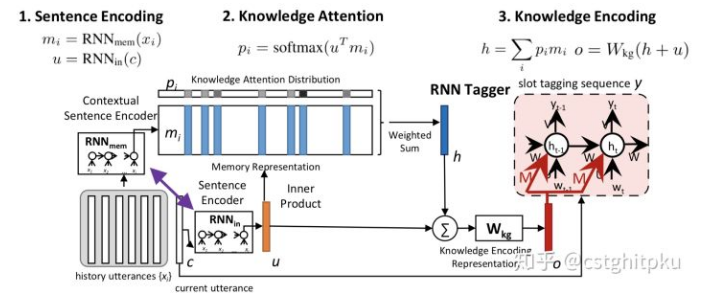 1. Sentence Encoding
m_i = RNN_mem(x_i)
u = RNN_in(c)
2. Knowledge Attention
p_i = softmax(u^T m_i)
3. Knowledge Encoding
h = ∑_i p_i m_i o = W_kg(h + u)
p_i Knowledge Attention Distribution
RNN Tagger
slot tagging sequence y
Contextual
Sentence Encoder
RNN_mem
m_i
Weighted
Sum
h
Memory Representation
y_t-1
y_t
V
V
h_t-1
h_t
W
W
W
M
M
U
w_t-1
w_t
Sentence
Encoder
RNN_in
Inner
Product
∑
W_kg
Knowledge Encoding
Representation
o
c
u
history utterances {x_i}
current utterance
知乎 @cstghitpku